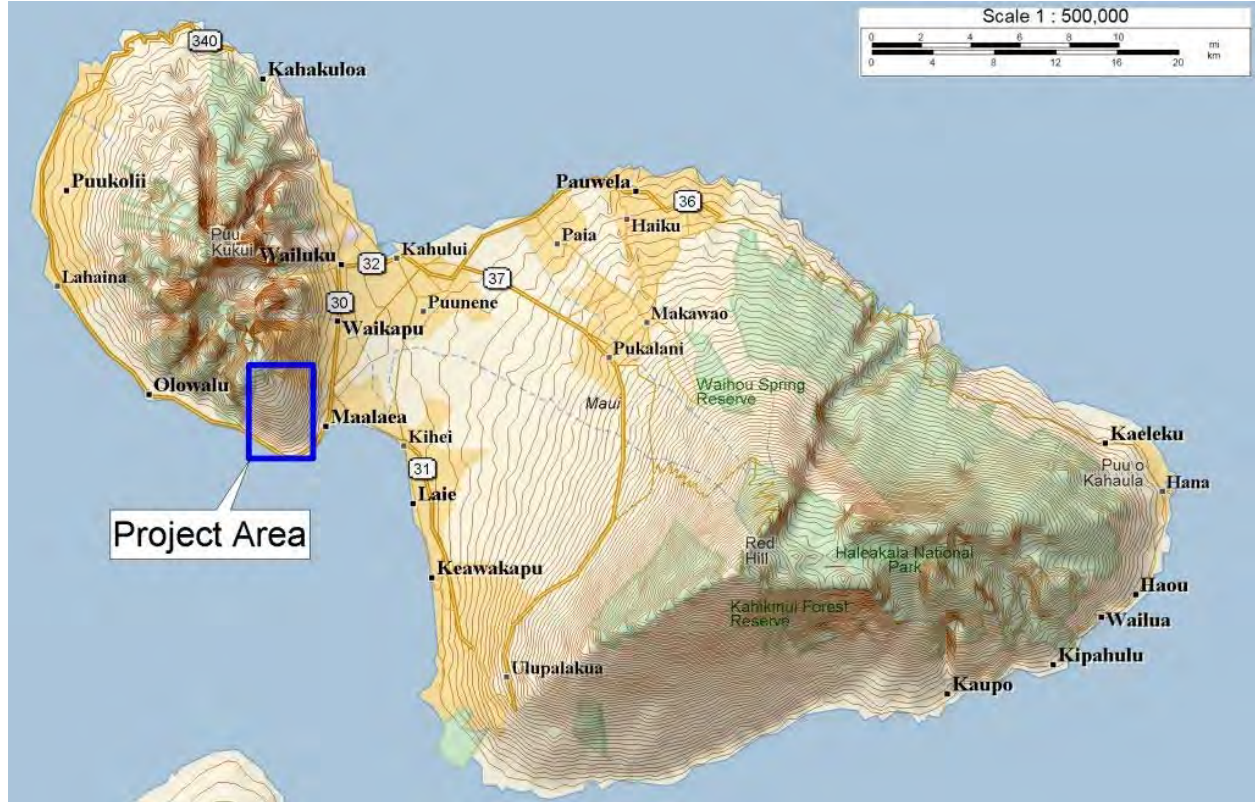 Scale 1 : 500,000
0 2 4 6 8 10
mi
0 4 8 12 16 20
km
340
Kahakuloa
Puukolii
Pauwela
36
Haiku
Paia
Puu
Kukui
Wailuku
32
Kahului
37
Lahaina
30
Puunene
Waikapu
Makawao
Pukalani
Olowalu
Waihou Spring
Reserve
Maui
Maalaea
Kihei
31
Kaeleku
Puu o
Kahaula
Hana
Laie
Project Area
Red
Hill
Haleakala National
Park
Keawakapu
Haou
Kahikmui Forest
Reserve
Wailua
Kipahulu
Ulupalakua
Kaupo